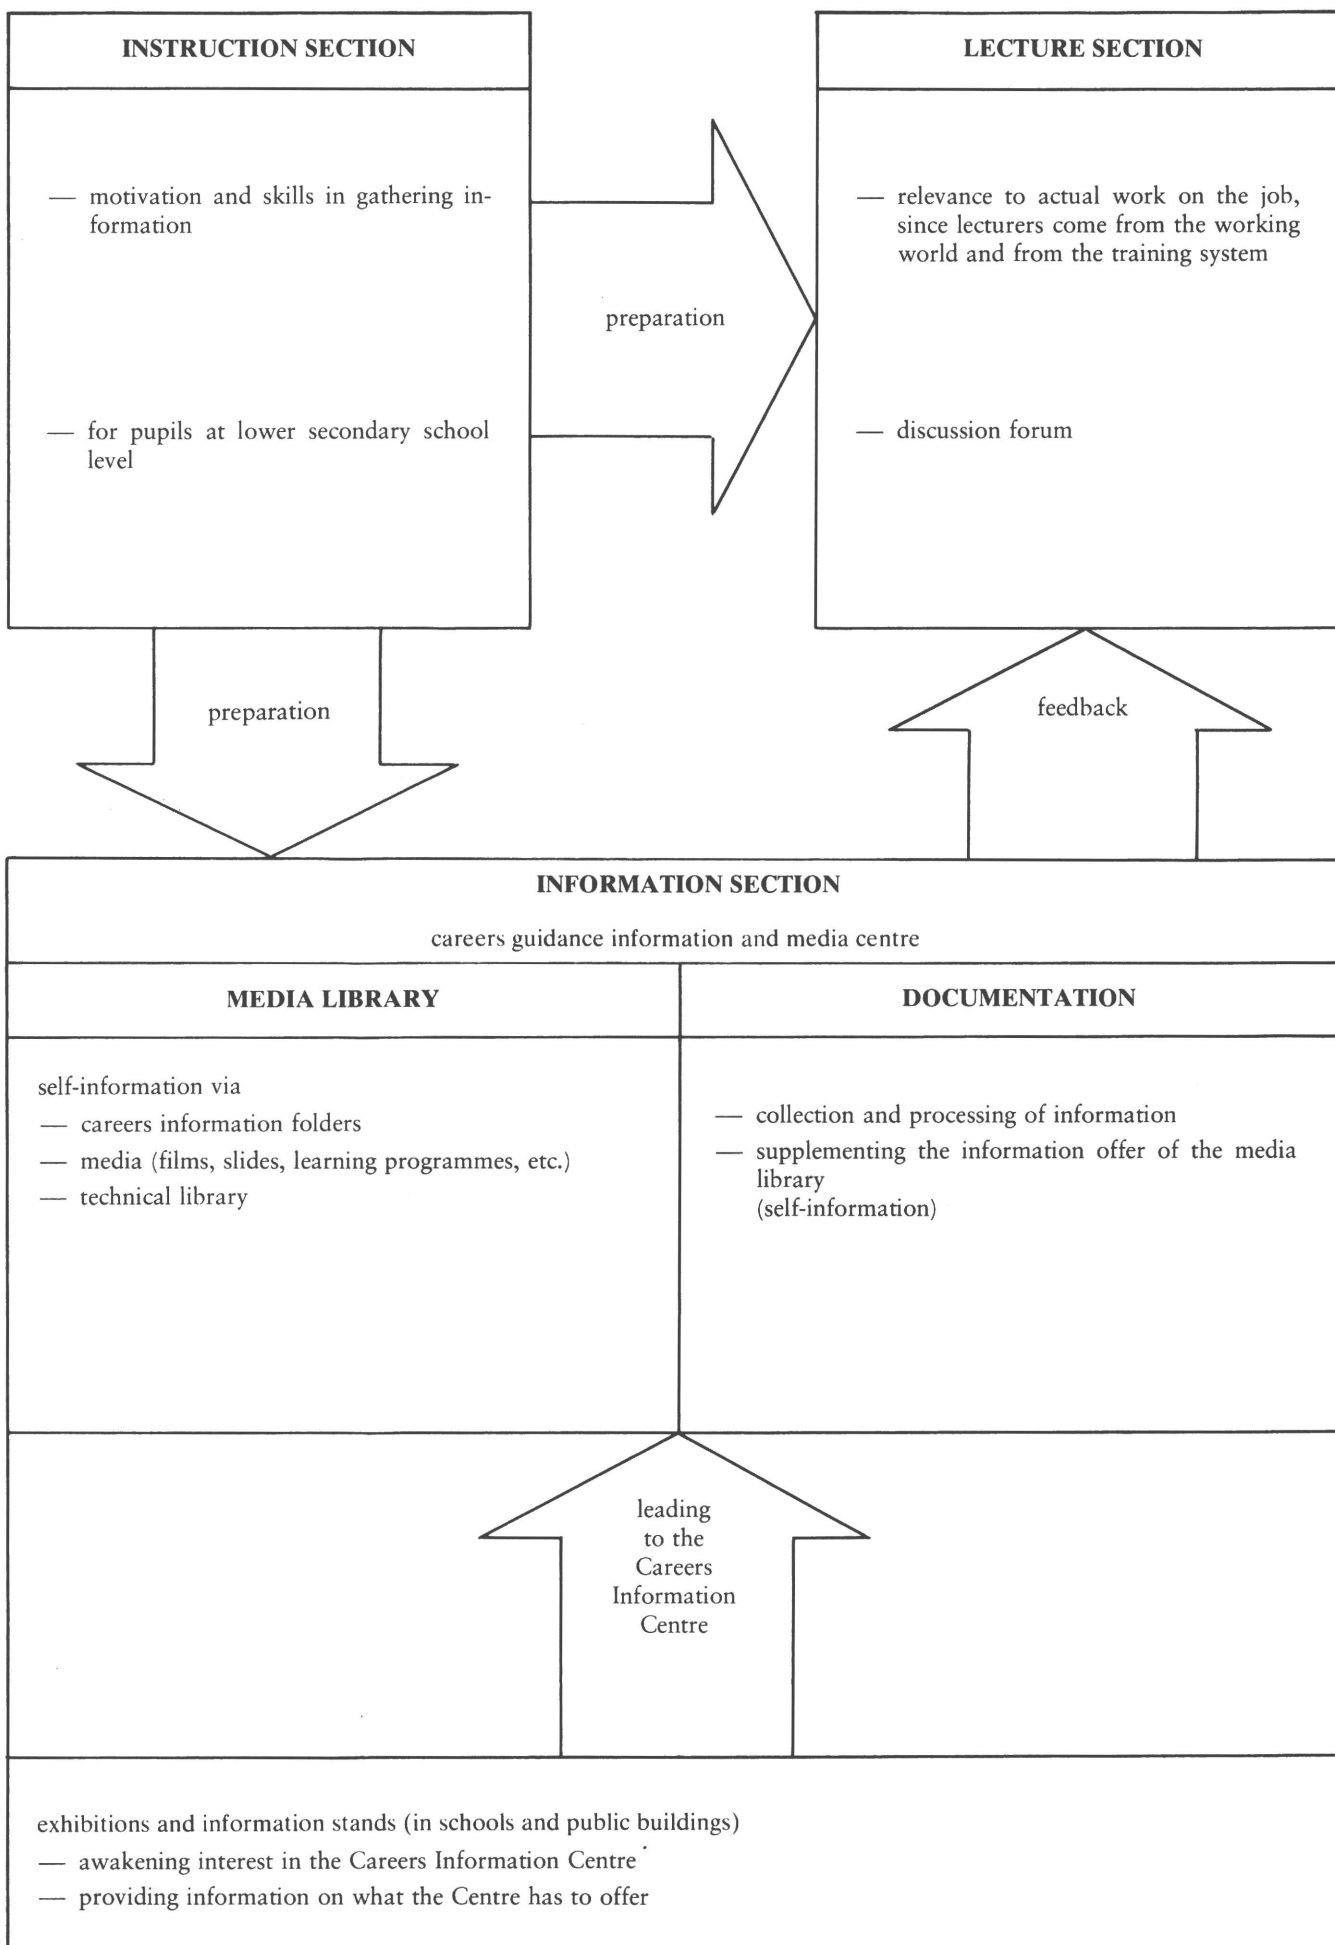 INSTRUCTION SECTION
— motivation and skills in gathering in-
formation
— for pupils at lower secondary school
level
preparation
LECTURE SECTION
— relevance to actual work on the job,
since lecturers come from the working
world and from the training system
— discussion forum
preparation
feedback
INFORMATION SECTION
careers guidance information and media centre
MEDIA LIBRARY
self-information via
— careers information folders
— media (films, slides, learning programmes, etc.)
— technical library
DOCUMENTATION
— collection and processing of information
— supplementing the information offer of the media
library
(self-information)
leading
to the
Careers
Information
Centre
exhibitions and information stands (in schools and public buildings)
— awakening interest in the Careers Information Centre
— providing information on what the Centre has to offer